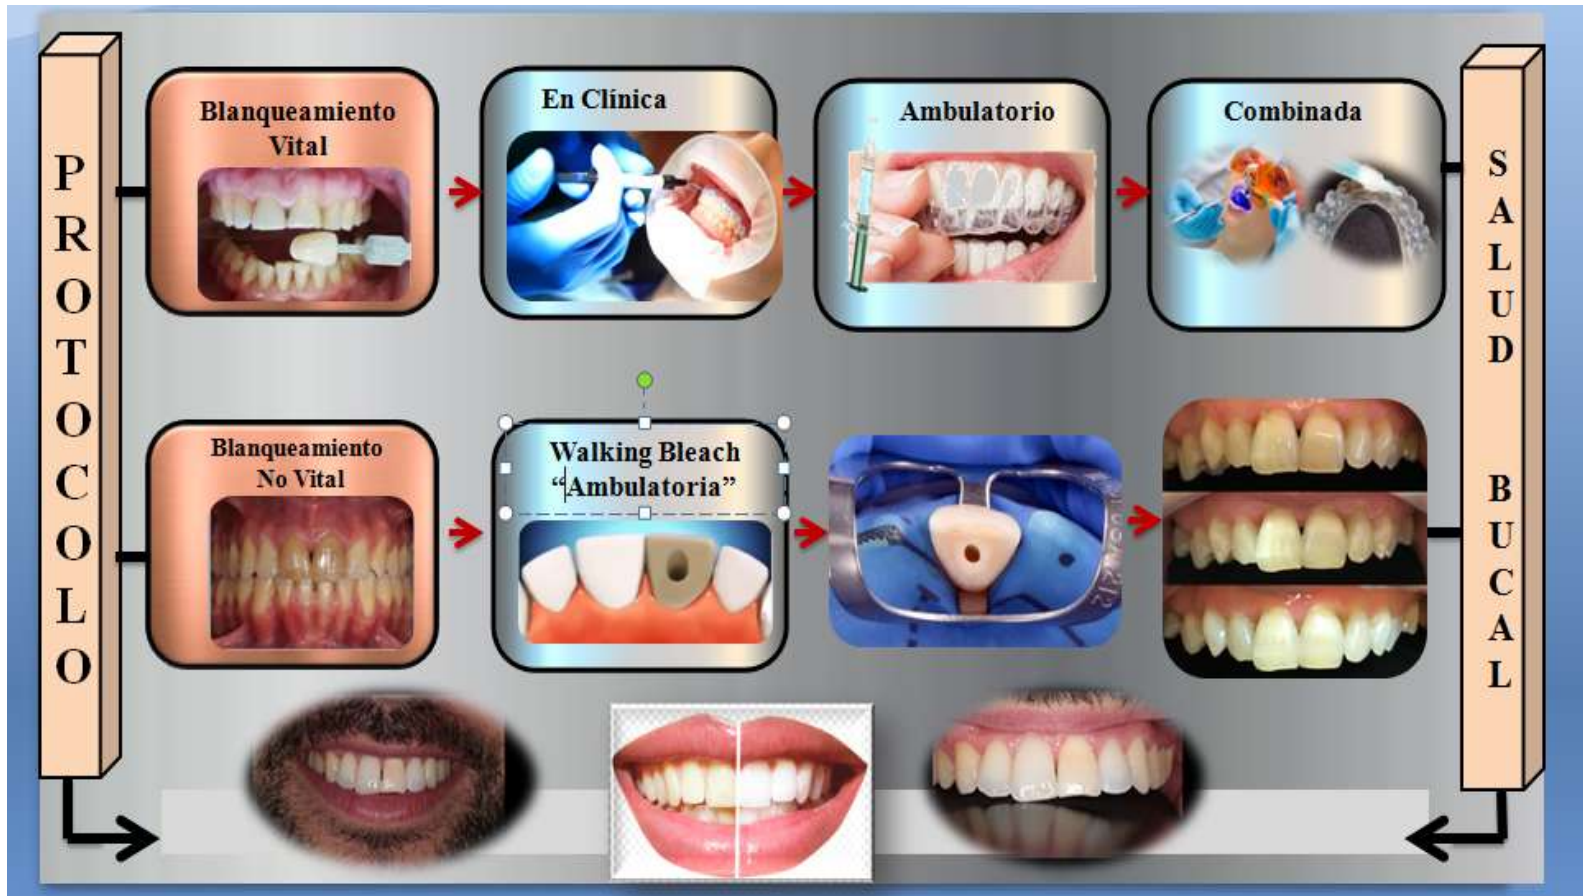 PROTOCOLO
Blanqueamiento
Vital
En Clínica
Ambulatorio
Combinada
Blanqueamiento
No Vital
Walking Bleach
“Ambulatoria”
SALUD BUCAL